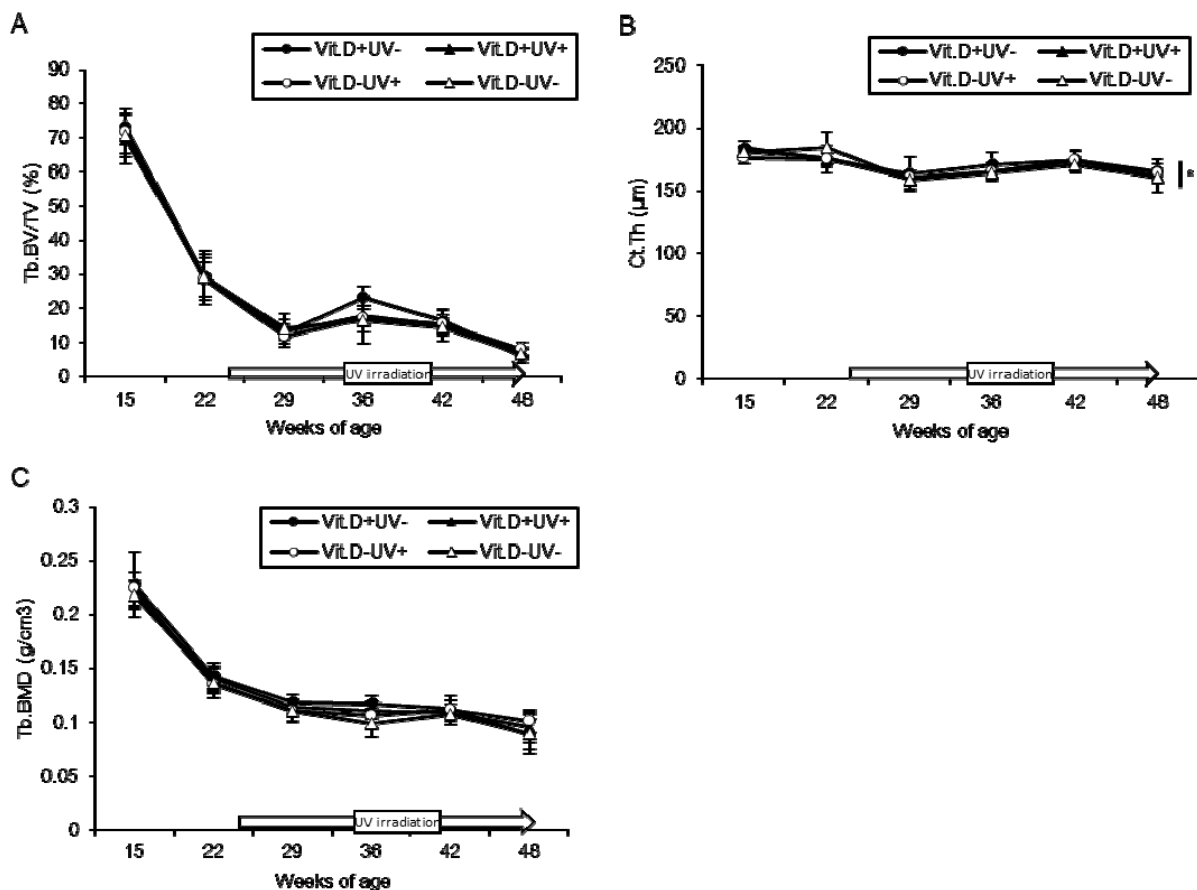 A
Vit.D+UV- Vit.D+UV+
Vit.D-UV+ Vit.D-UV-
Tb.BV/TV (%)
90
80
70
60
50
40
30
20
10
0
UV irradiation
15 22 29 36 42 48
Weeks of age
B
Vit.D+UV- Vit.D+UV+
Vit.D-UV+ Vit.D-UV-
Ct.Th (μm)
250
200
150
100
50
0
*
UV irradiation
15 22 29 36 42 48
Weeks of age
C
Vit.D+UV- Vit.D+UV+
Vit.D-UV+ Vit.D-UV-
Tb.BMD (g/cm3)
0.3
0.25
0.2
0.15
0.1
0.05
0
UV irradiation
15 22 29 36 42 48
Weeks of age